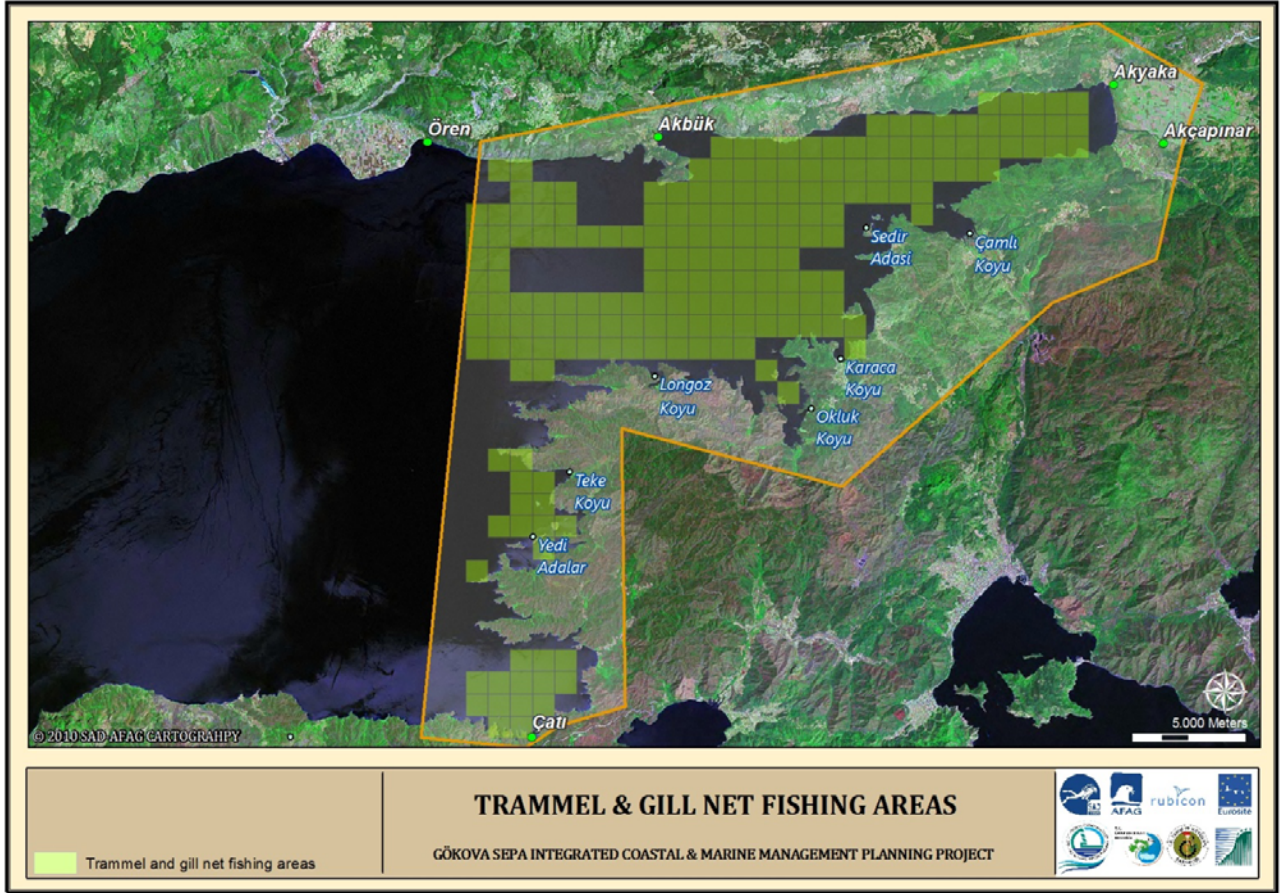 Akyaka
Ören
Akbük
Akçapınar
Sedir
Adasi
Çamlı
Koyu
Karaca
Koyu
Longoz
Koyu
Okluk
Koyu
Teke
Koyu
Yedi
Adalar
Çatı
5.000 Meters
© 2010 SAD AFAG CARTOGRAHPY
TRAMMEL & GILL NET FISHING AREAS
GÖKOVA SEPA INTEGRATED COASTAL & MARINE MANAGEMENT PLANNING PROJECT
Trammel and gill net fishing areas
AFAG
rubicon
Eurosite